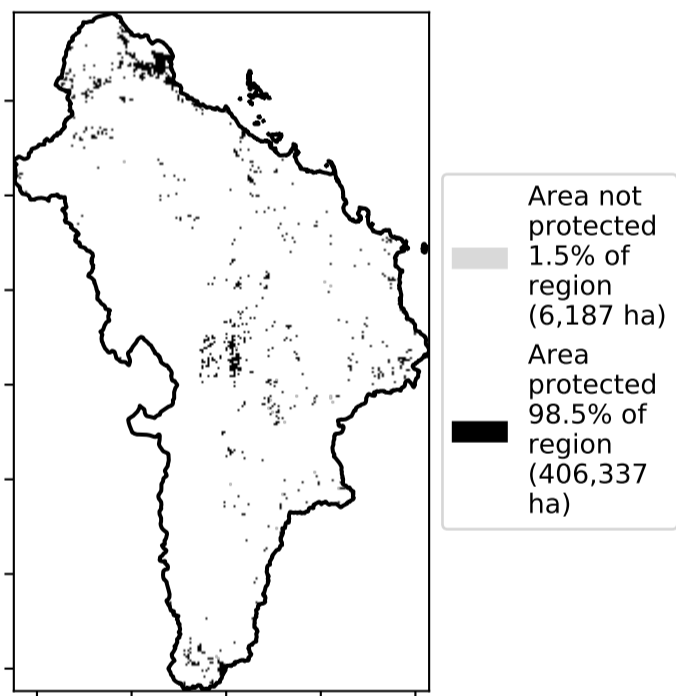 Area not
protected
1.5% of
region
(6,187 ha)
Area
protected
98.5% of
region
(406,337
ha)